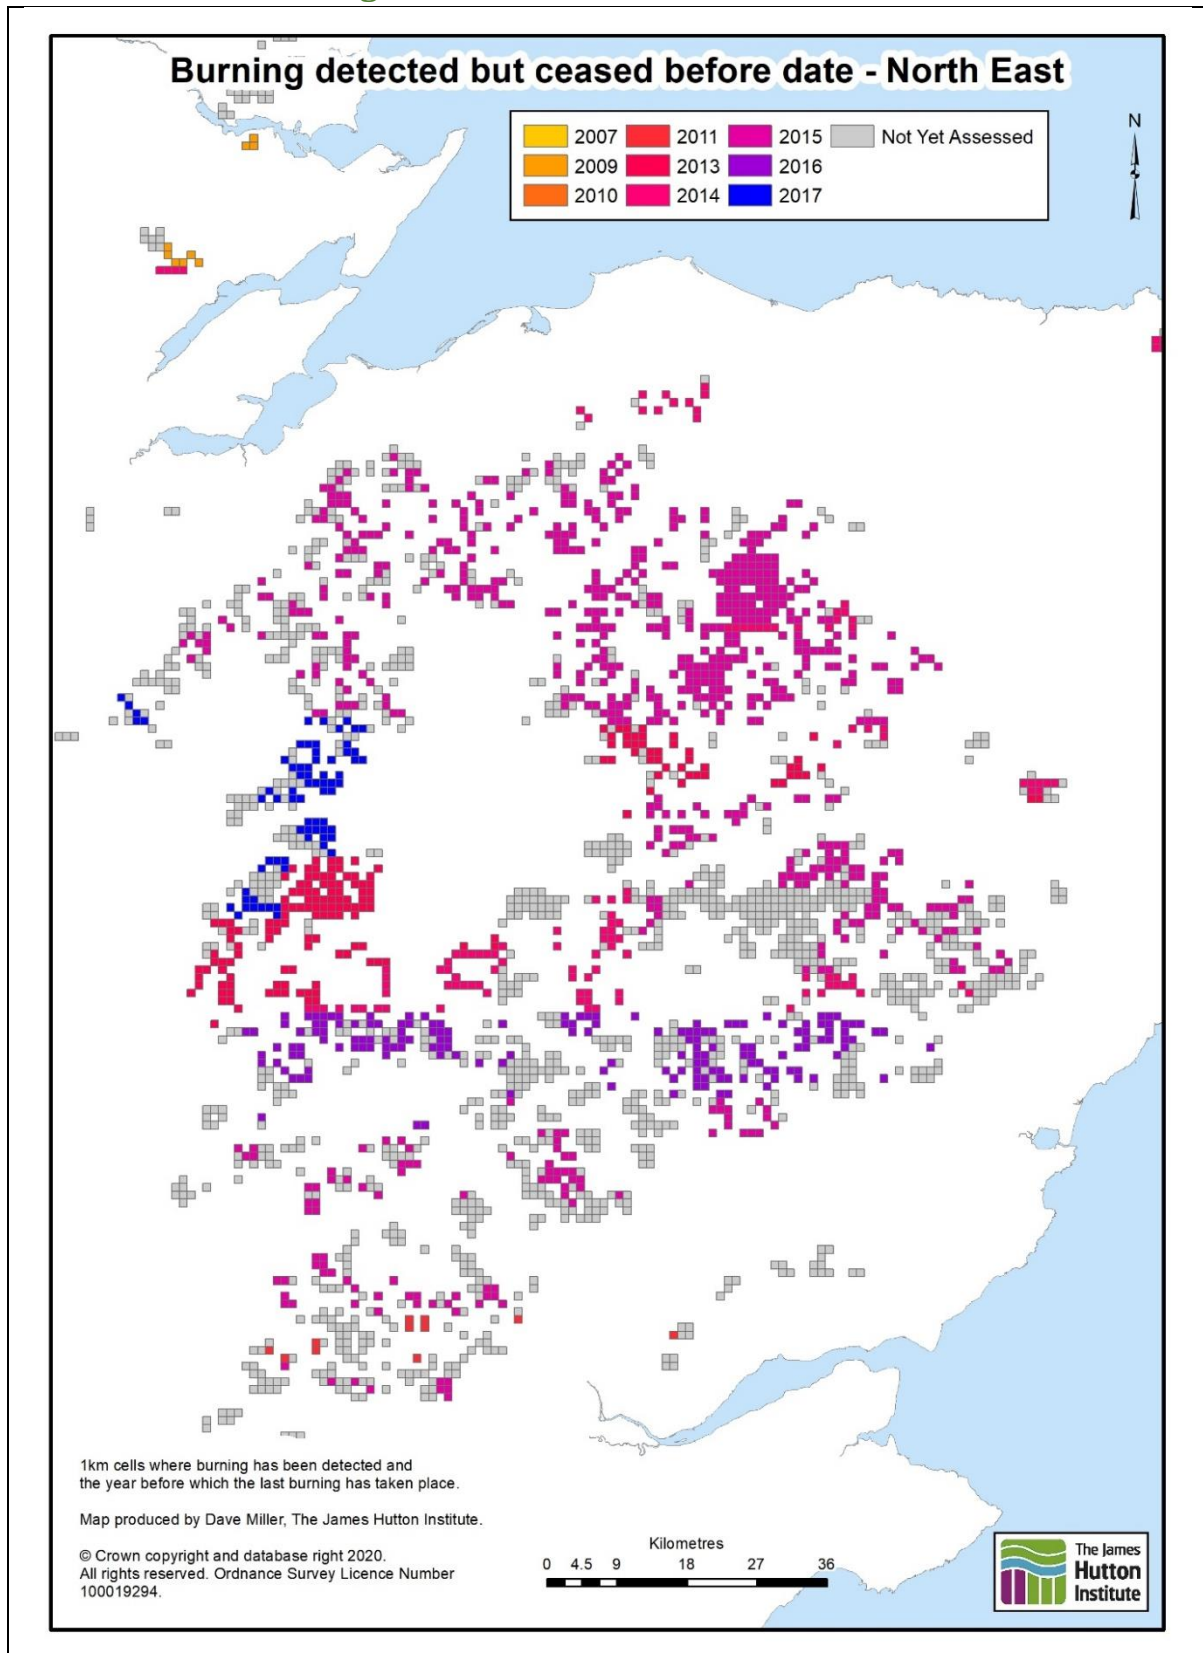 Burning detected but ceased before date - North East
2007 2011 2015 Not Yet Assessed
2009 2013 2016
2010 2014 2017
N
1km cells where burning has been detected and
the year before which the last burning has taken place.
Map produced by Dave Miller, The James Hutton Institute.
© Crown copyright and database right 2020.
All rights reserved. Ordnance Survey Licence Number
100019294.
Kilometres
0 4.5 9 18 27 36
The James
Hutton
Institute